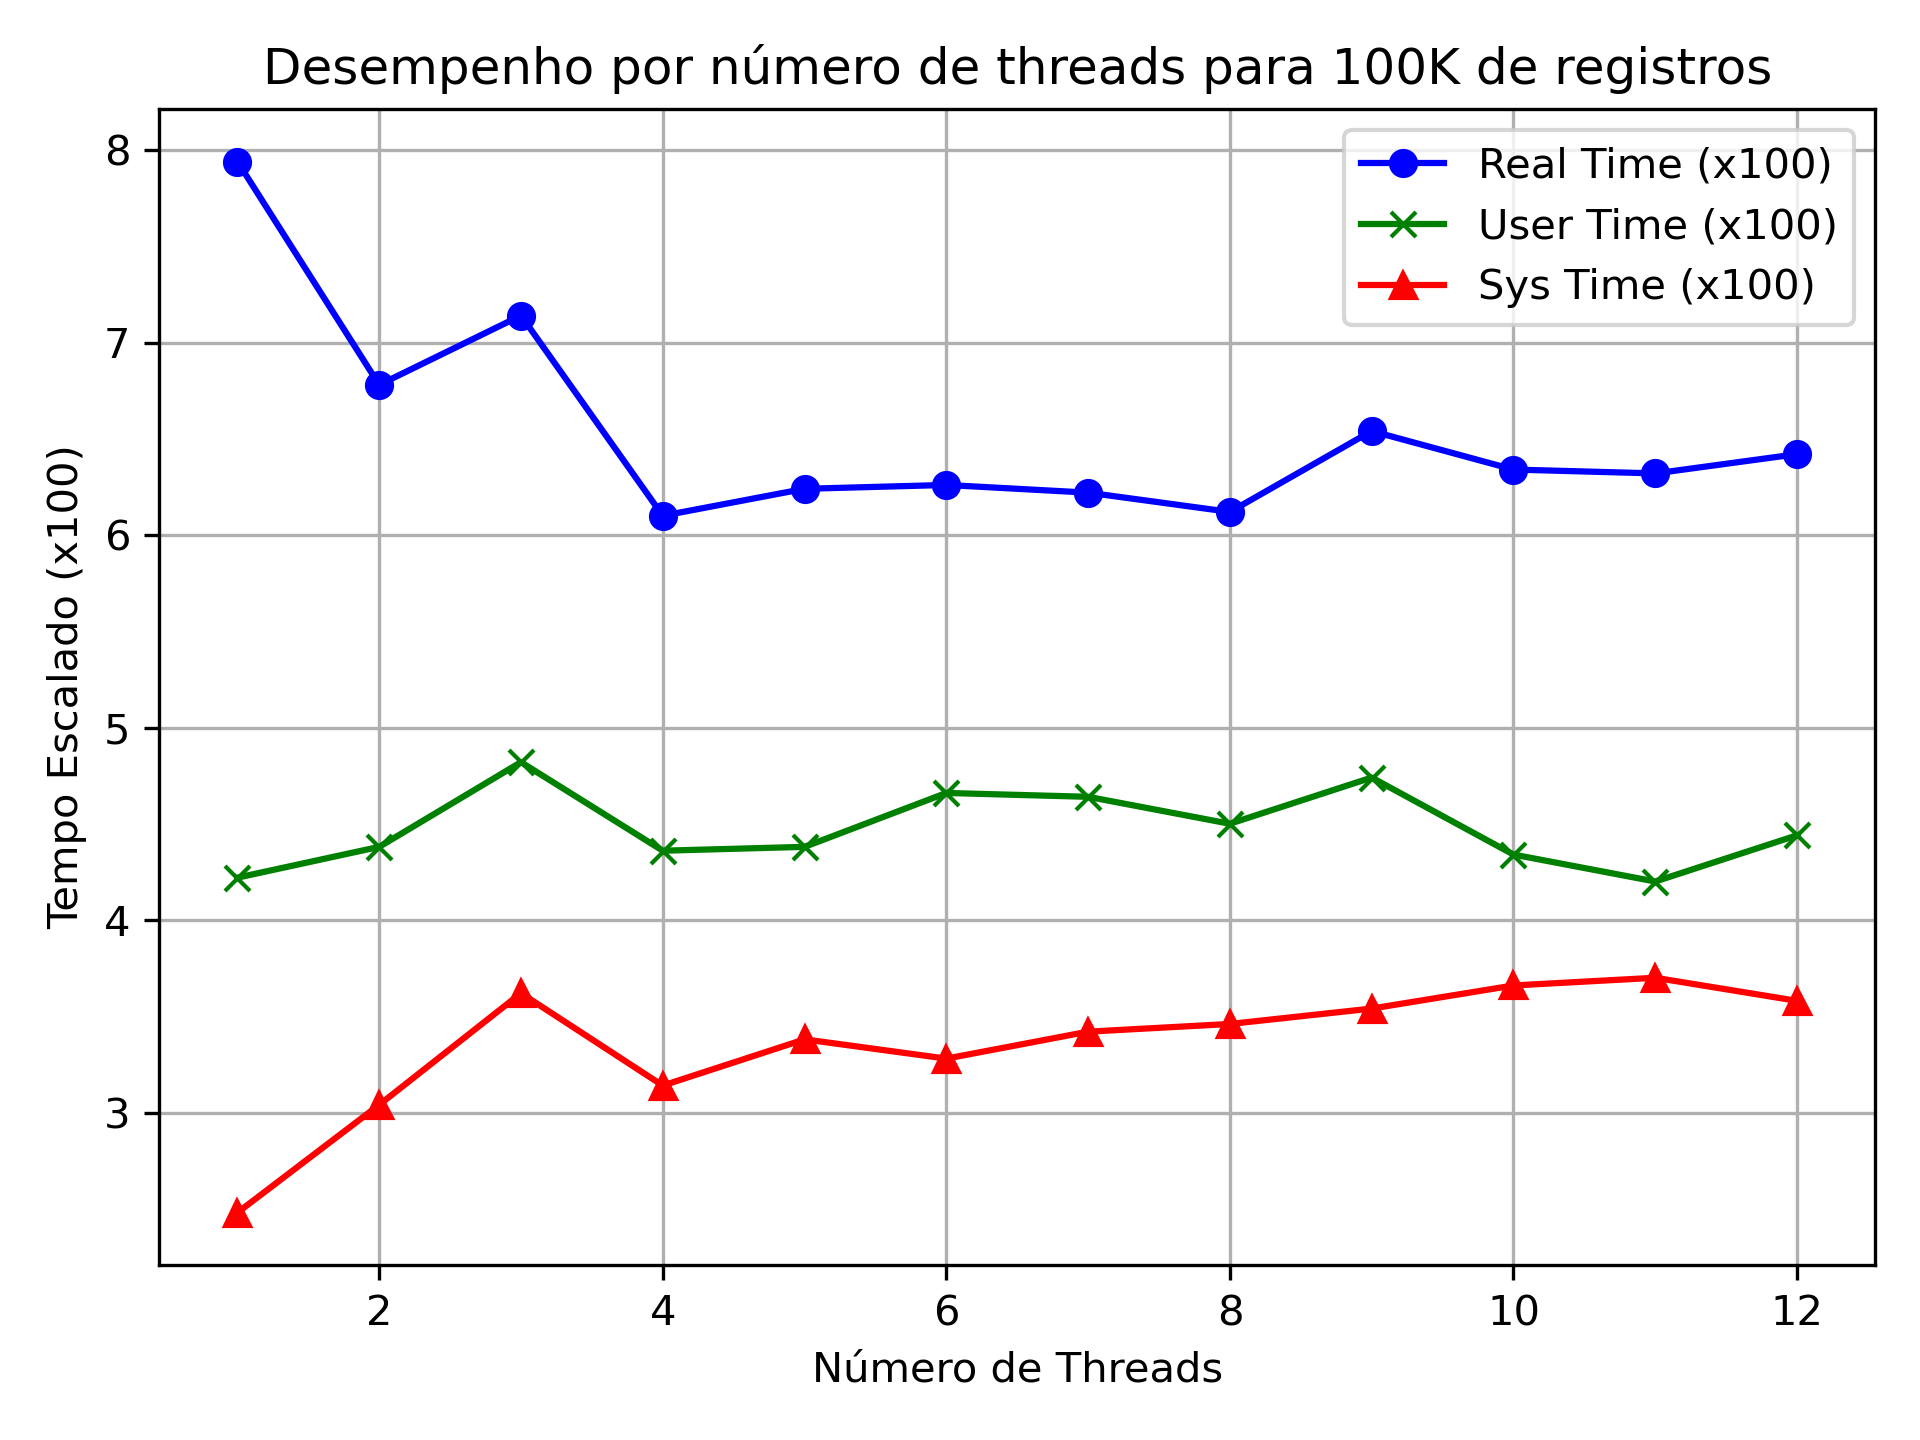 Desempenho por número de threads para 100K de registros
Real Time (x100)
User Time (x100)
Sys Time (x100)
Tempo Escalado (x100)
8
7
6
5
4
3
2
4
6
8
10
12
Número de Threads